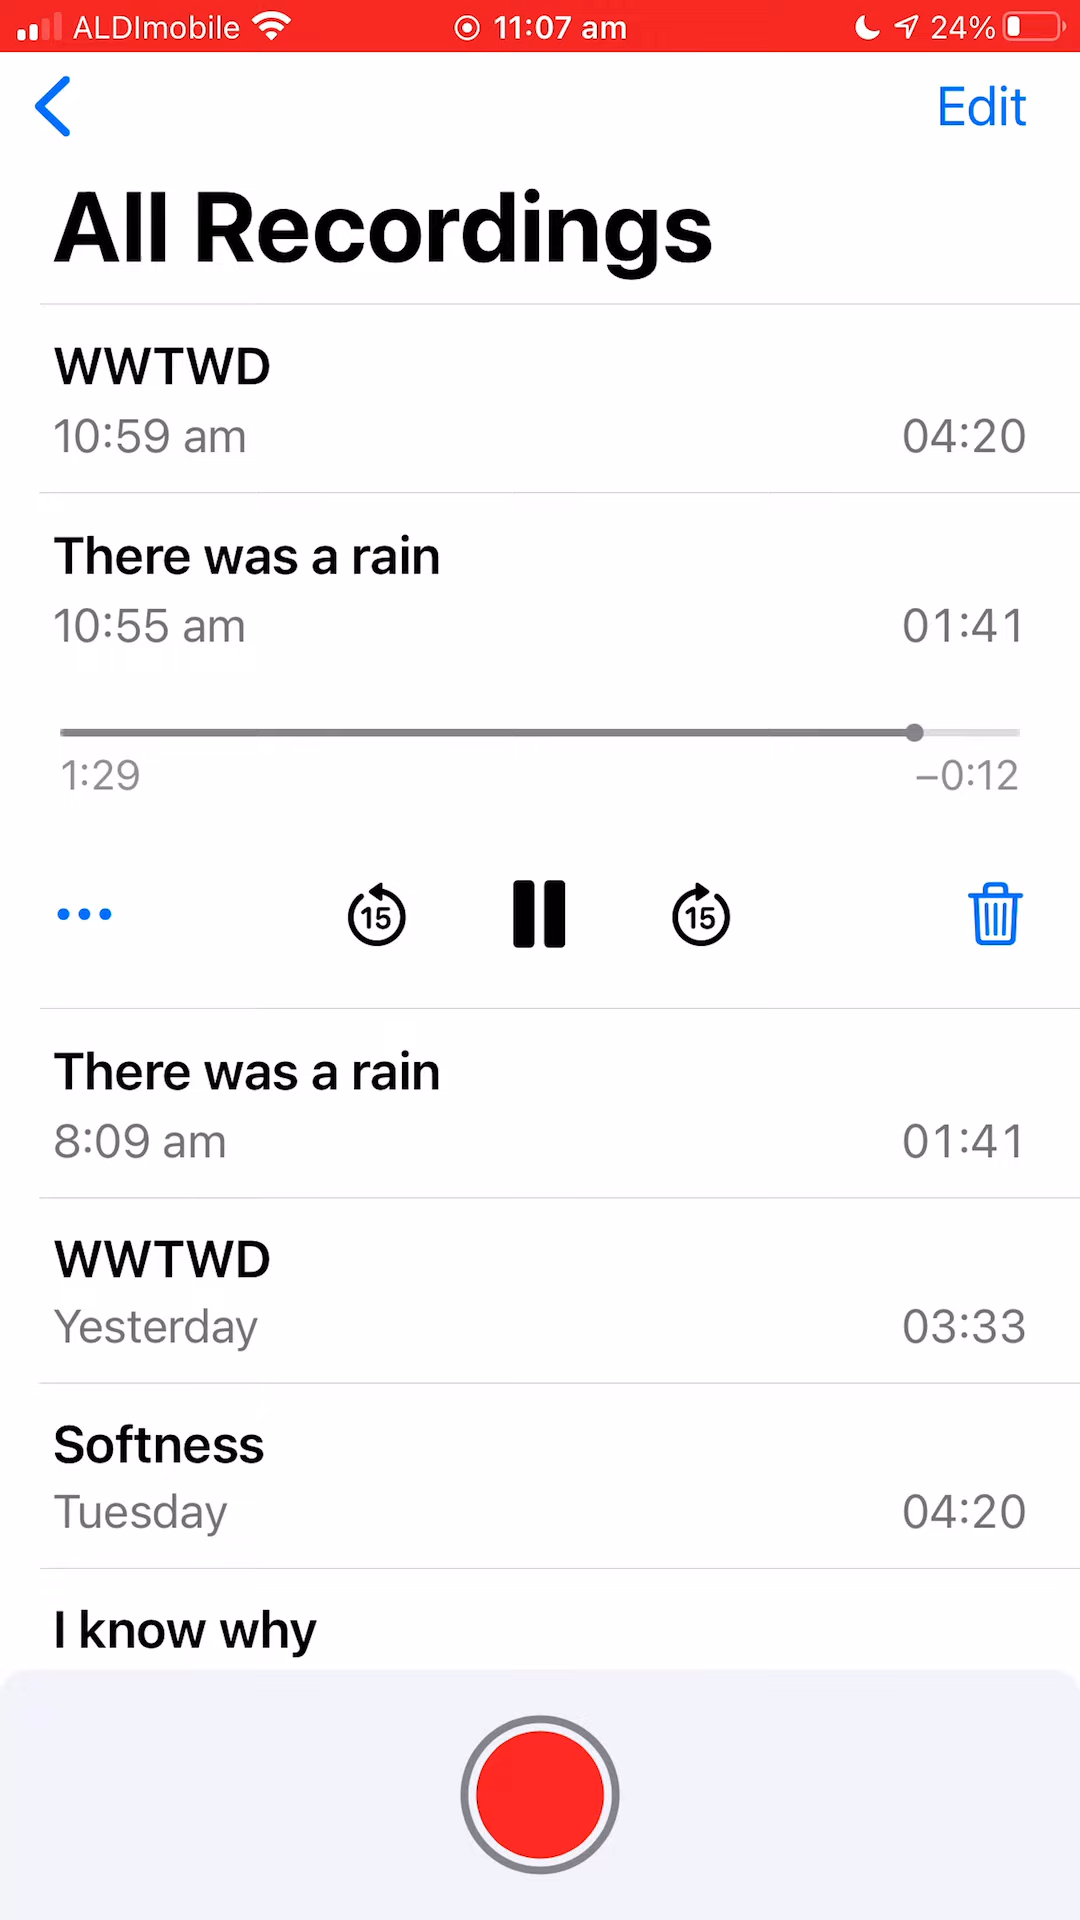 ALDImobile 11:07 am 24%
Edit
All Recordings
WWTWD
10:59 am 04:20
There was a rain
10:55 am 01:41
1:29 –0:12
15 15
There was a rain
8:09 am 01:41
WWTWD
Yesterday 03:33
Softness
Tuesday 04:20
I know why